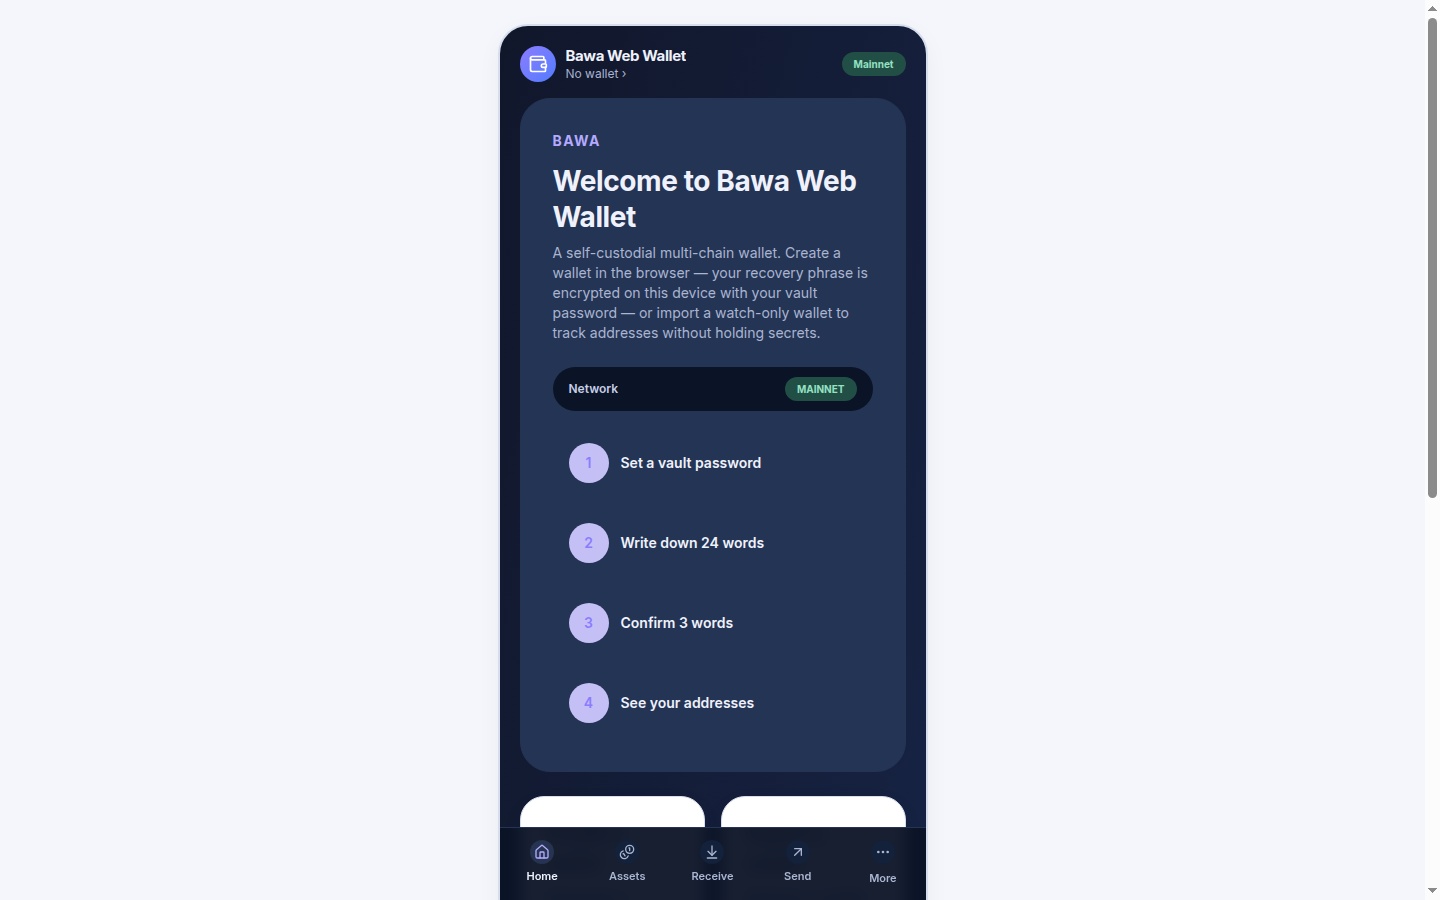 Bawa Web Wallet
No wallet ›
Mainnet
BAWA
Welcome to Bawa Web
Wallet
A self-custodial multi-chain wallet. Create a
wallet in the browser — your recovery phrase is
encrypted on this device with your vault
password — or import a watch-only wallet to
track addresses without holding secrets.
Network
MAINNET
1
Set a vault password
2
Write down 24 words
3
Confirm 3 words
4
See your addresses
Home
Assets
Receive
Send
More